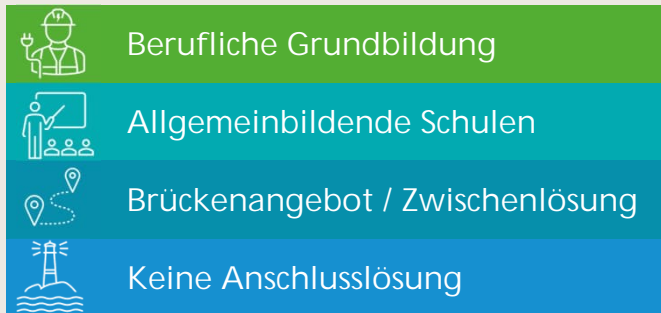 Berufliche Grundbildung
Allgemeinbildende Schulen
Brückenangebot / Zwischenlösung
Keine Anschlusslösung